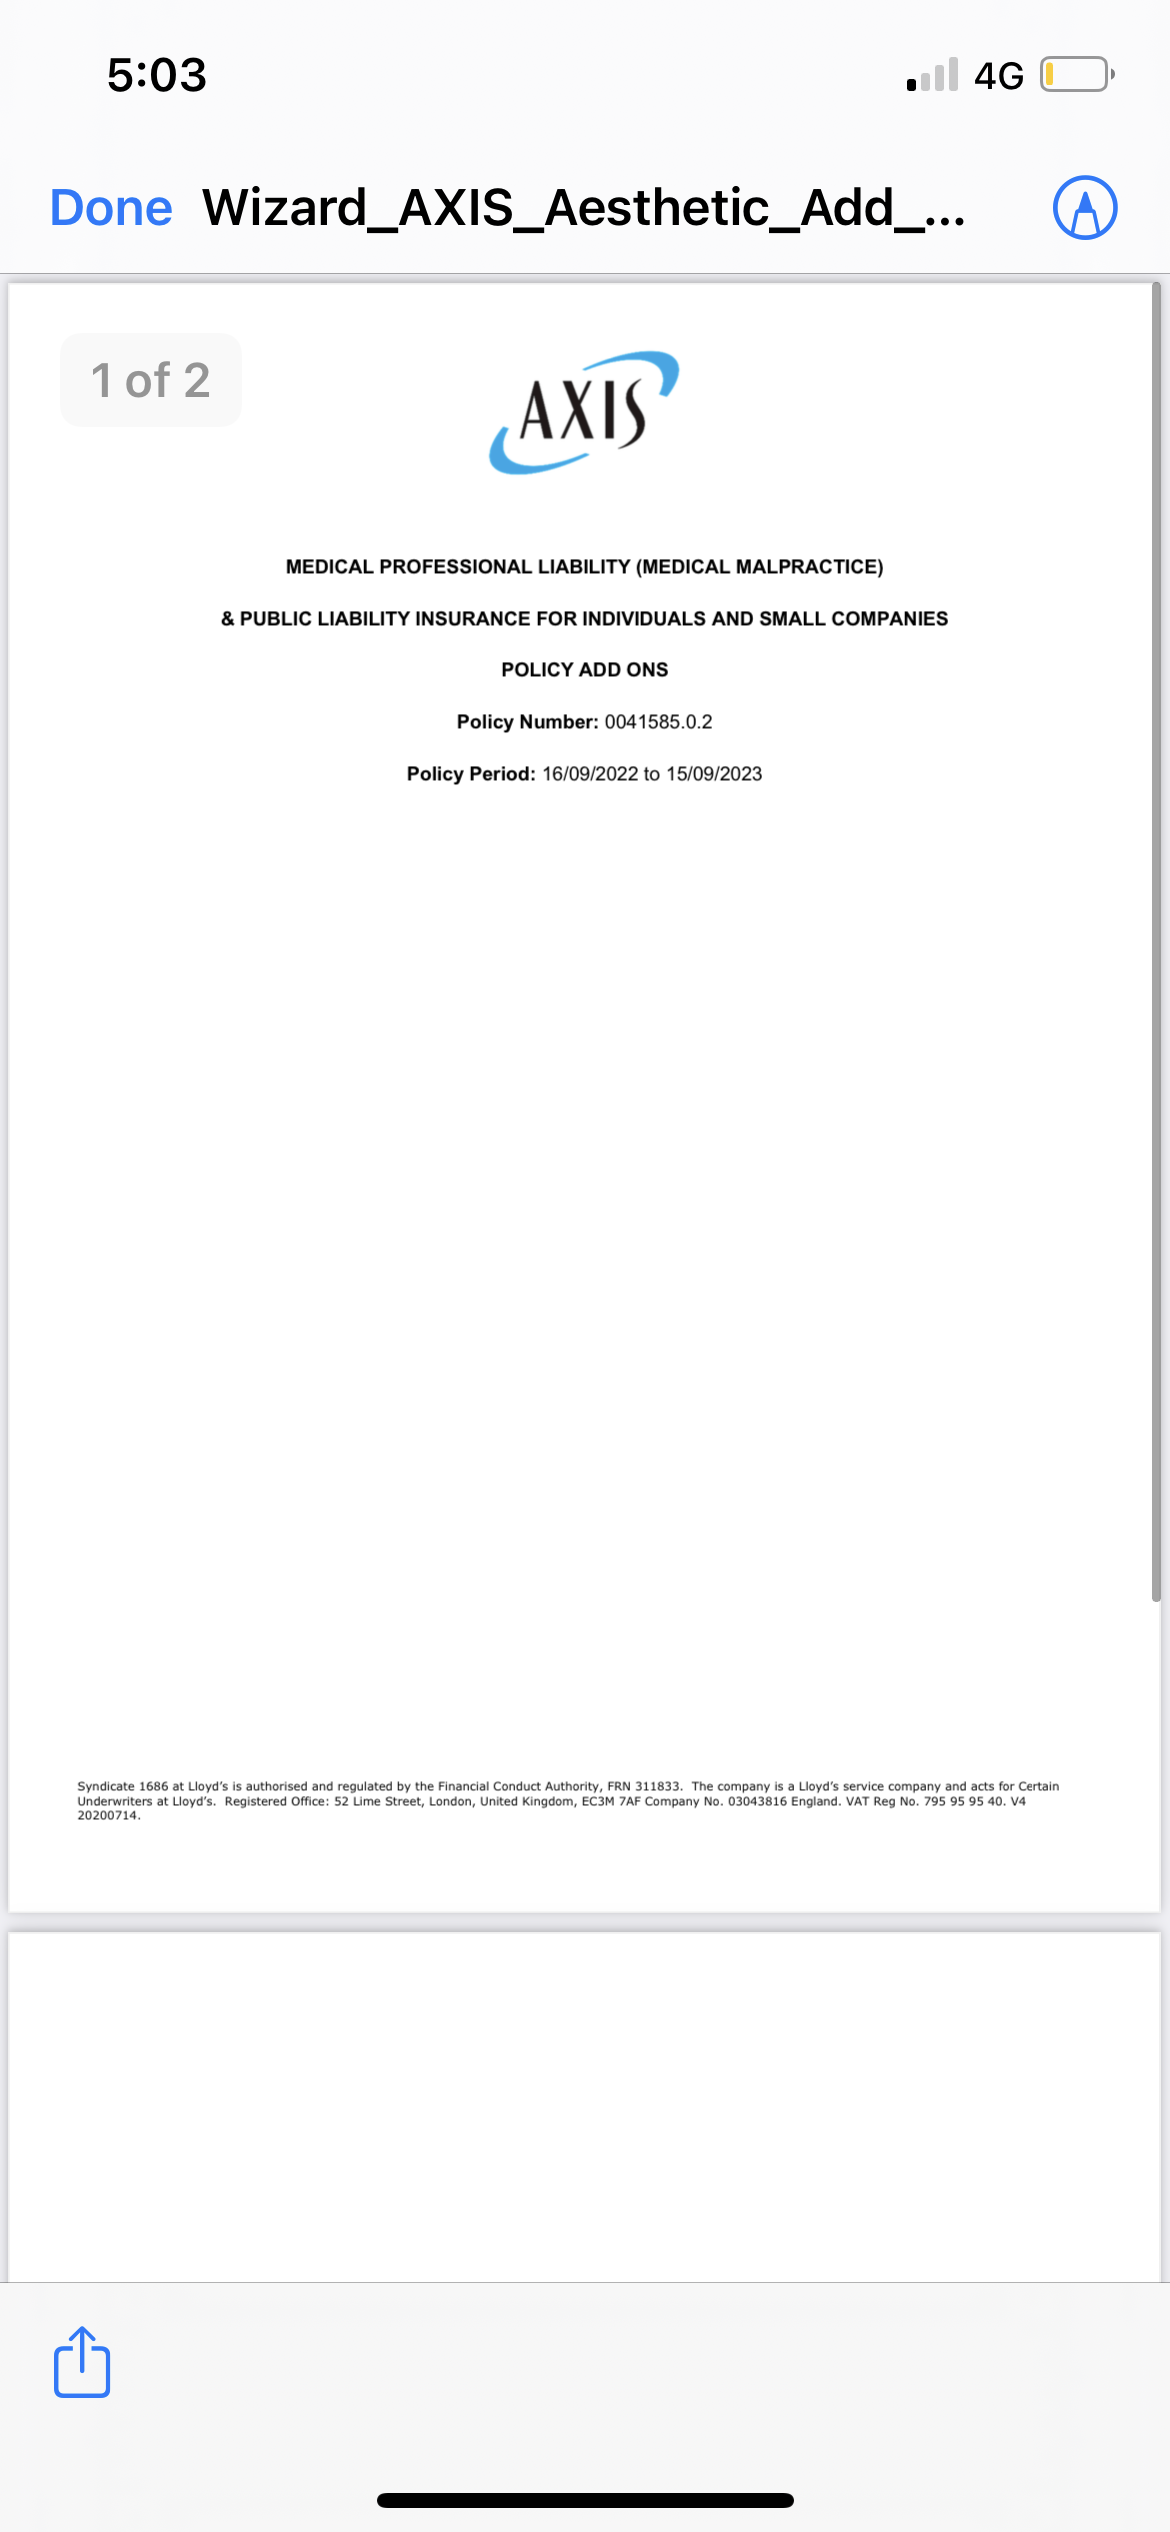 5:03
4G
Done Wizard_AXIS_Aesthetic_Add_...
1 of 2
AXIS
MEDICAL PROFESSIONAL LIABILITY (MEDICAL MALPRACTICE)
& PUBLIC LIABILITY INSURANCE FOR INDIVIDUALS AND SMALL COMPANIES
POLICY ADD ONS
Policy Number: 0041585.0.2
Policy Period: 16/09/2022 to 15/09/2023
Syndicate 1686 at Lloyd's is authorised and regulated by the Financial Conduct Authority, FRN 311833. The company is a Lloyd's service company and acts for Certain
Underwriters at Lloyd's. Registered Office: 52 Lime Street, London, United Kingdom, EC3M 7AF Company No. 03043816 England. VAT Reg No. 795 95 95 40. V4
20200714.